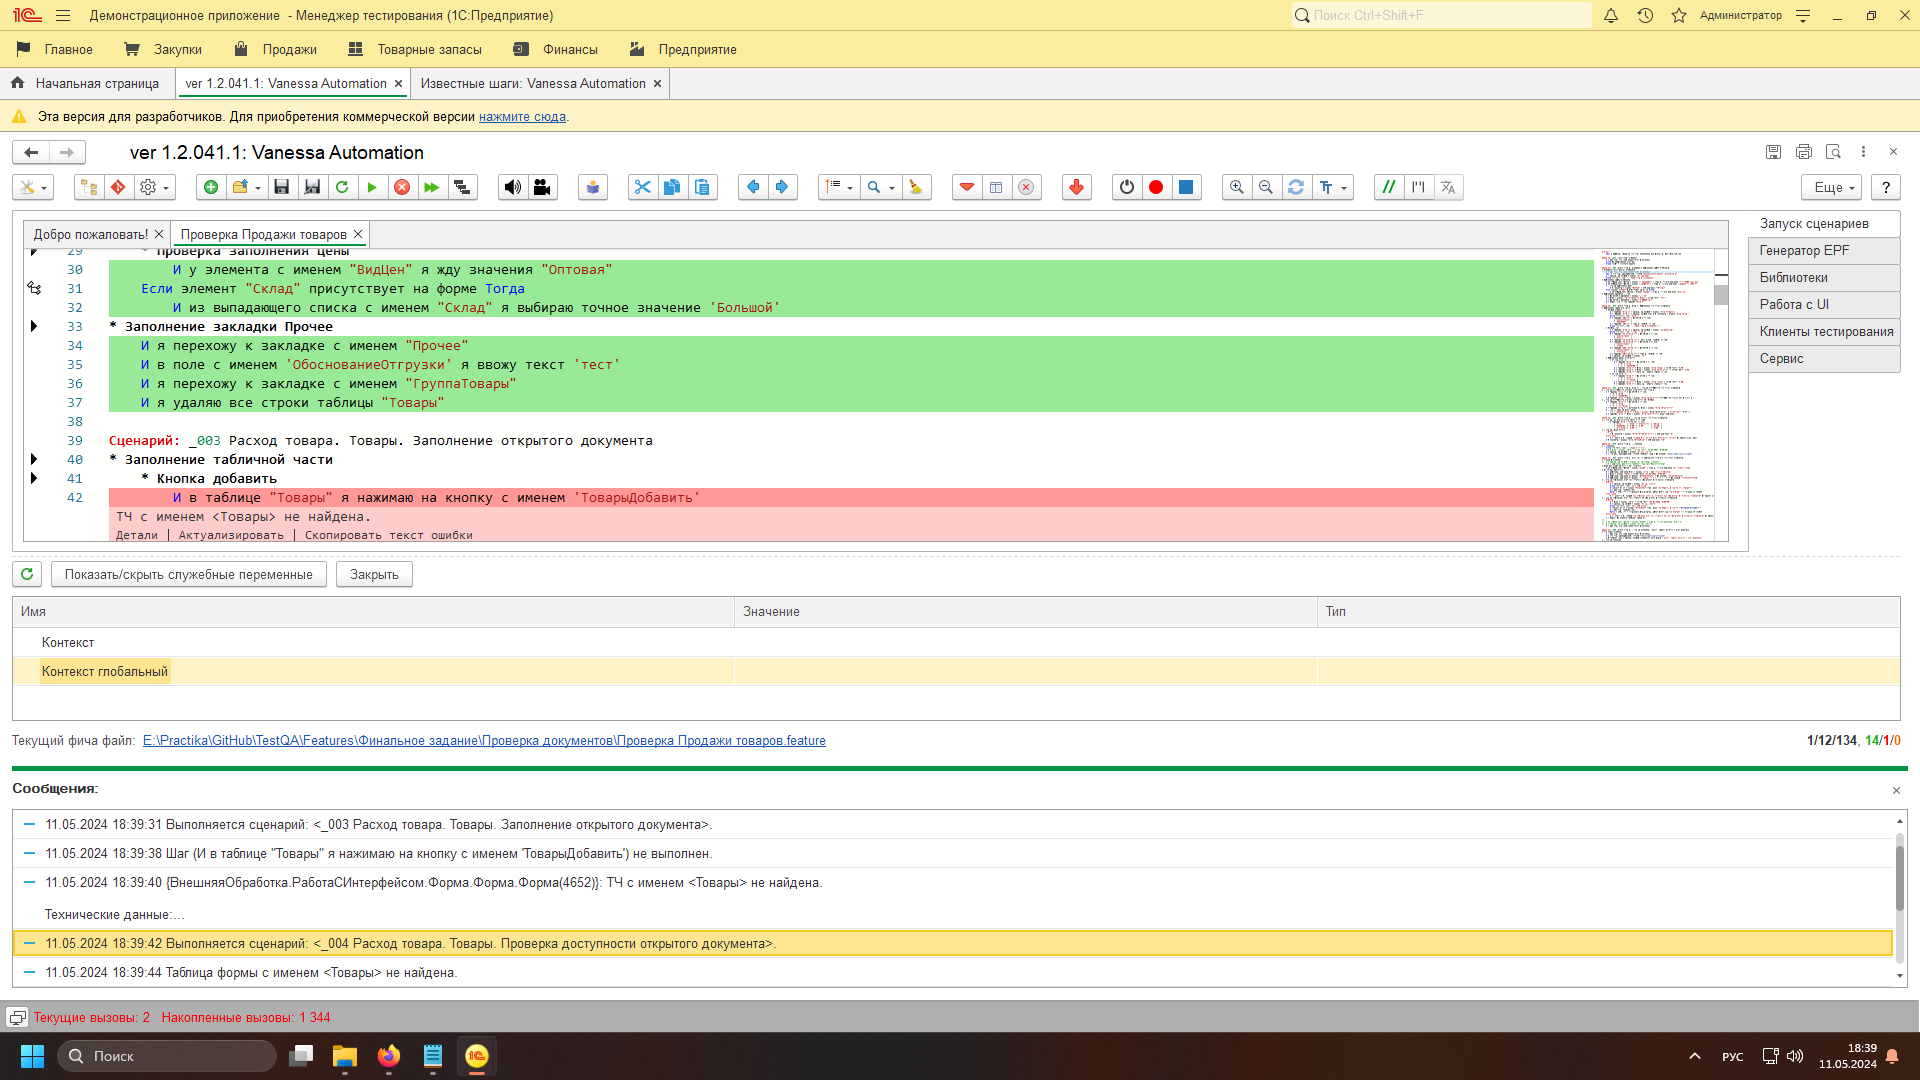 Демонстрационное приложение - Менеджер тестирования (1С:Предприятие)
Поиск Ctrl+Shift+F
Администратор
Главное
Закупки
Продажи
Товарные запасы
Финансы
Предприятие
Начальная страница
ver 1.2.041.1: Vanessa Automation
Известные шаги: Vanessa Automation
Эта версия для разработчиков. Для приобретения коммерческой версии нажмите сюда.
ver 1.2.041.1: Vanessa Automation
Еще
?
Добро пожаловать!
Проверка Продажи товаров
Запуск сценариев
Генератор EPF
Библиотеки
Работа с UI
Клиенты тестирования
Сервис
29 * Проверка заполнения цены
30 И у элемента с именем "ВидЦен" я жду значения "Оптовая"
31 Если элемент "Склад" присутствует на форме Тогда
32 И из выпадающего списка с именем "Склад" я выбираю точное значение 'Большой'
33 * Заполнение закладки Прочее
34 И я перехожу к закладке с именем "Прочее"
35 И в поле с именем 'ОбоснованиеОтгрузки' я ввожу текст 'тест'
36 И я перехожу к закладке с именем "ГруппаТовары"
37 И я удаляю все строки таблицы "Товары"
38
39 Сценарий: _003 Расход товара. Товары. Заполнение открытого документа
40 * Заполнение табличной части
41 * Кнопка добавить
42 И в таблице "Товары" я нажимаю на кнопку с именем 'ТоварыДобавить'
ТЧ с именем <Товары> не найдена.
Детали | Актуализировать | Скопировать текст ошибки
Показать/скрыть служебные переменные
Закрыть
Имя
Значение
Тип
Контекст
Контекст глобальный
Текущий фича файл: E:\Practika\GitHub\TestQA\Features\Финальное задание\Проверка документов\Проверка Продажи товаров.feature
1/12/134, 14/1/0
Сообщения:
11.05.2024 18:39:31 Выполняется сценарий: <_003 Расход товара. Товары. Заполнение открытого документа>.
11.05.2024 18:39:38 Шаг (И в таблице "Товары" я нажимаю на кнопку с именем 'ТоварыДобавить') не выполнен.
11.05.2024 18:39:40 {ВнешняяОбработка.РаботаСИнтерфейсом.Форма.Форма.Форма(4652)}: ТЧ с именем <Товары> не найдена.
Технические данные:...
11.05.2024 18:39:42 Выполняется сценарий: <_004 Расход товара. Товары. Проверка доступности открытого документа>.
11.05.2024 18:39:44 Таблица формы с именем <Товары> не найдена.
Текущие вызовы: 2 Накопленные вызовы: 1 344
Поиск
РУС
18:39
11.05.2024